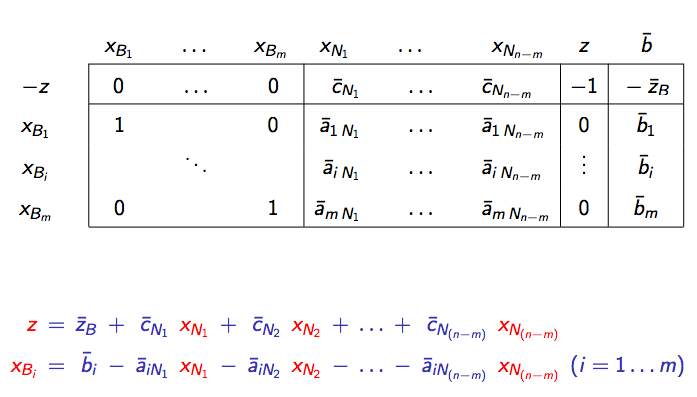 x_{B_1} … x_{B_m} x_{N_1} … x_{N_{n−m}} z b̄
−z 0 … 0 c̄_{N_1} … c̄_{N_{n−m}} −1 −z̄_B
x_{B_1} 1 0 ā_{1 N_1} … ā_{1 N_{n−m}} 0 b̄_1
x_{B_i} ⋱ ā_{i N_1} … ā_{i N_{n−m}} ⋮ b̄_i
x_{B_m} 0 1 ā_{m N_1} … ā_{m N_{n−m}} 0 b̄_m
z = z̄_B + c̄_{N_1} x_{N_1} + c̄_{N_2} x_{N_2} + … + c̄_{N_{(n−m)}} x_{N_{(n−m)}}
x_{B_i} = b̄_i − ā_{iN_1} x_{N_1} − ā_{iN_2} x_{N_2} − … − ā_{iN_{(n−m)}} x_{N_{(n−m)}} (i = 1…m)